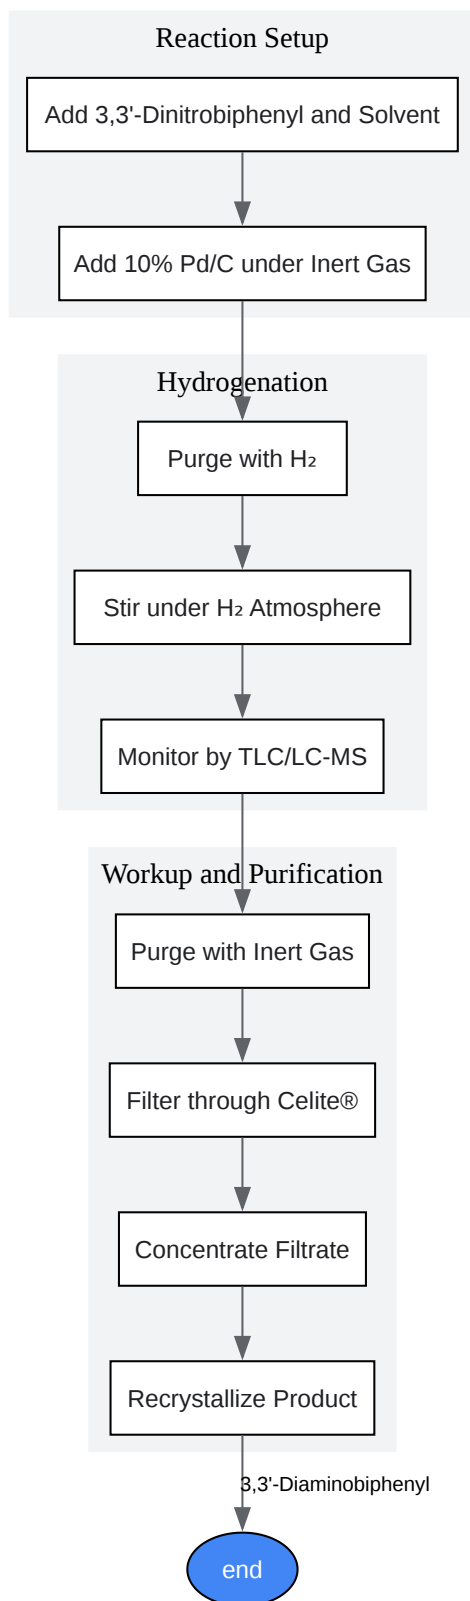 Reaction Setup
Add 3,3'-Dinitrobiphenyl and Solvent
Add 10% Pd/C under Inert Gas
Hydrogenation
Purge with H₂
Stir under H₂ Atmosphere
Monitor by TLC/LC-MS
Workup and Purification
Purge with Inert Gas
Filter through Celite®
Concentrate Filtrate
Recrystallize Product
3,3'-Diaminobiphenyl
end